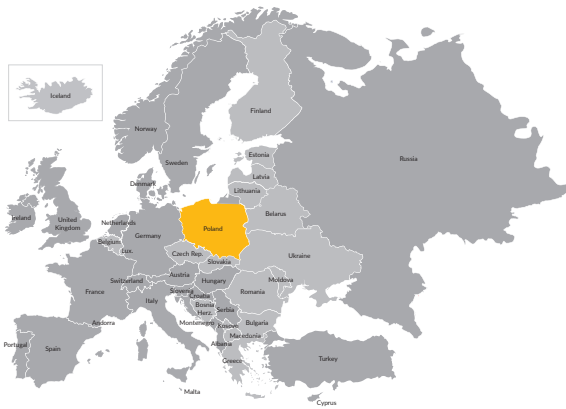 Iceland
Finland
Norway
Russia
Sweden
Estonia
Latvia
Denmark
Lithuania
Ireland
United
Kingdom
Netherlands
Belarus
Poland
Germany
Belgium
Lux.
Czech Rep.
Ukraine
Slovakia
Austria
Switzerland
Hungary
Moldova
France
Slovenia
Romania
Croatia
Italy
Bosnia
Herz.
Serbia
Andorra
Montenegro
Kosovo
Bulgaria
Macedonia
Portugal
Spain
Albania
Greece
Turkey
Malta
Cyprus